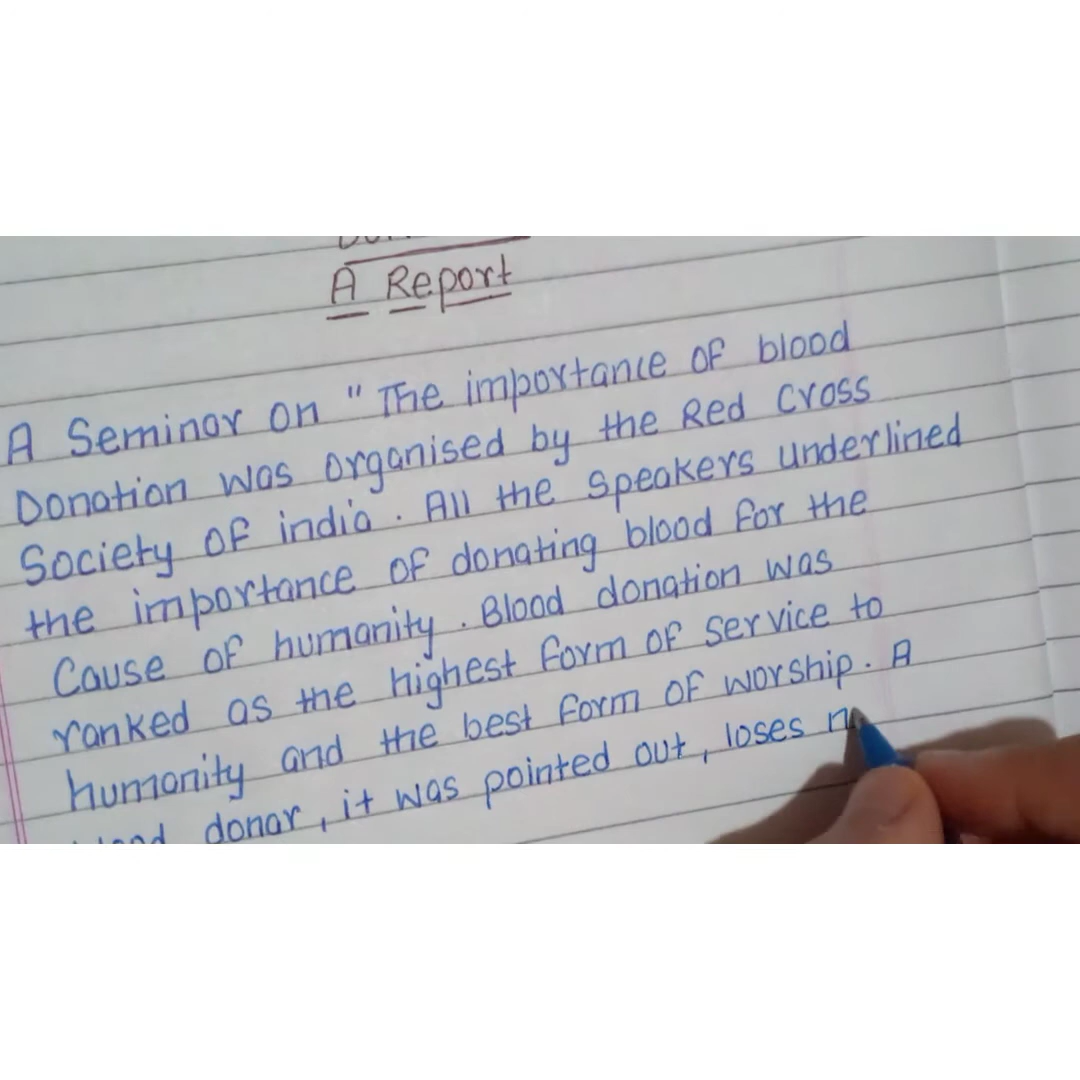 A Report
A Seminar on " The importance of blood
Donation was organised by the Red Cross
Society of india . All the Speakers underlined
the importance of donating blood for the
Cause of humanity . Blood donation was
ranked as the highest form of service to
humanity and the best form of worship . A
donar , it was pointed out , loses